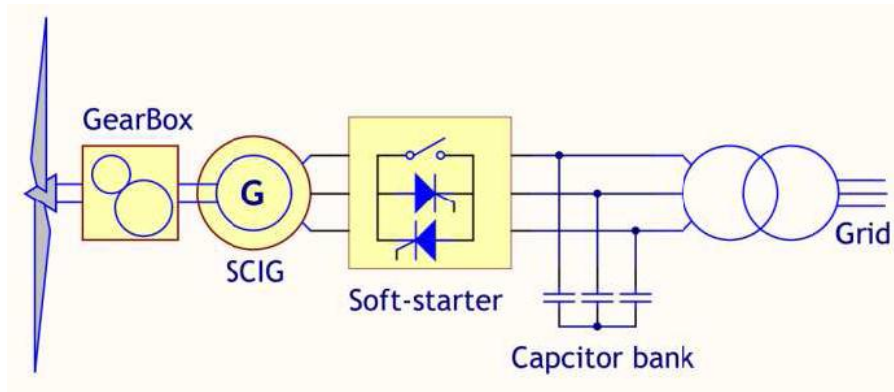 GearBox
G
SCIG
Soft-starter
Capcitor bank
Grid